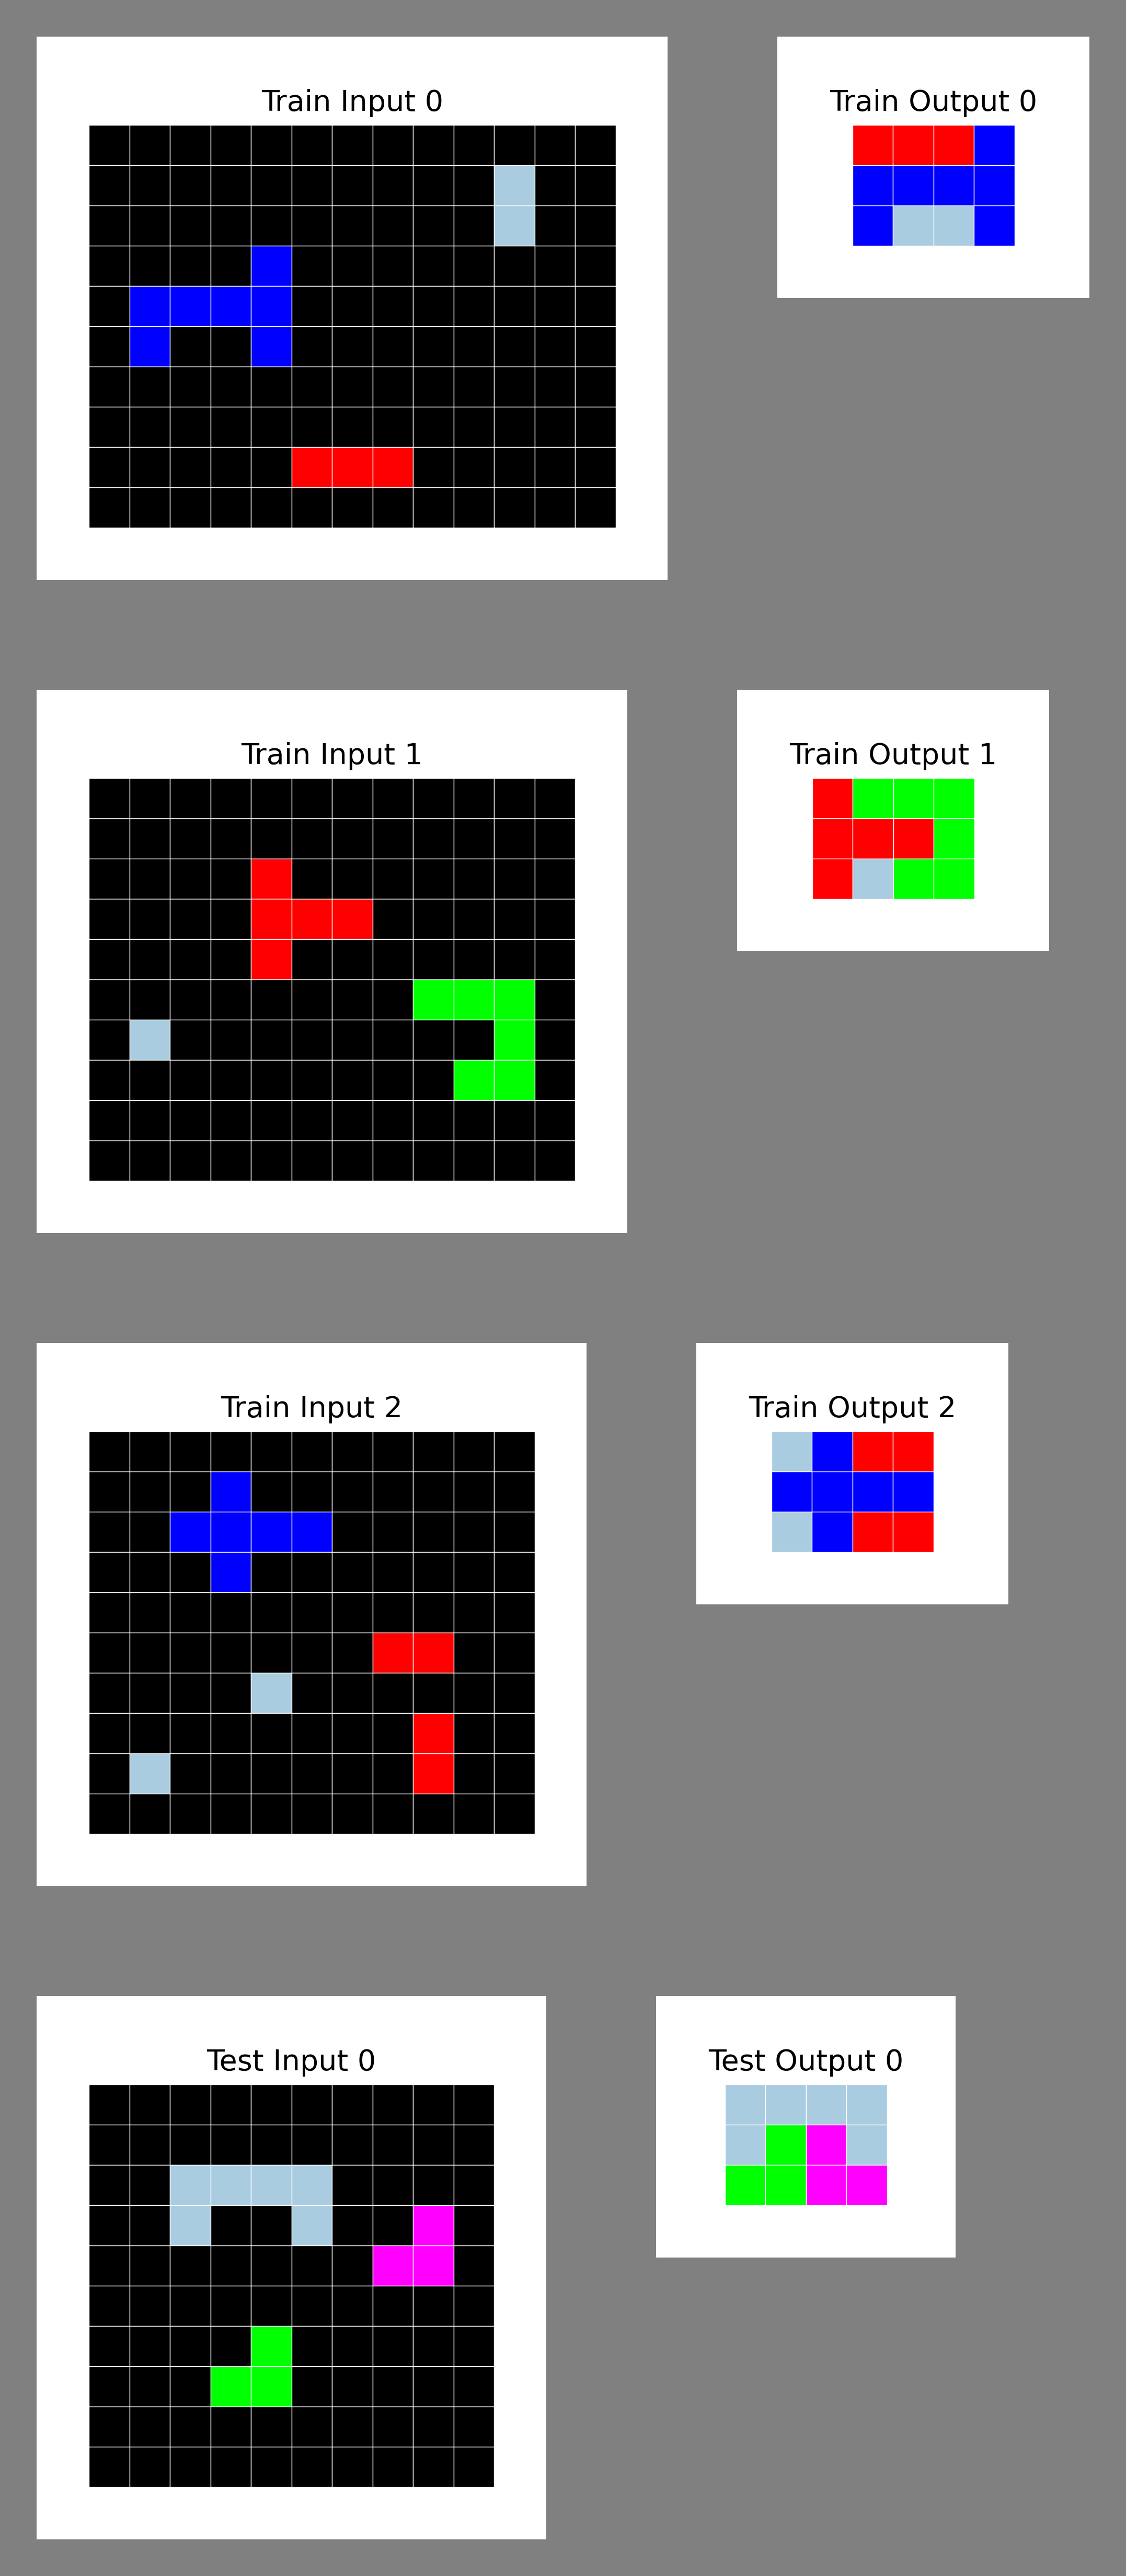 Train Input 0
Train Output 0
Train Input 1
Train Output 1
Train Input 2
Train Output 2
Test Input 0
Test Output 0